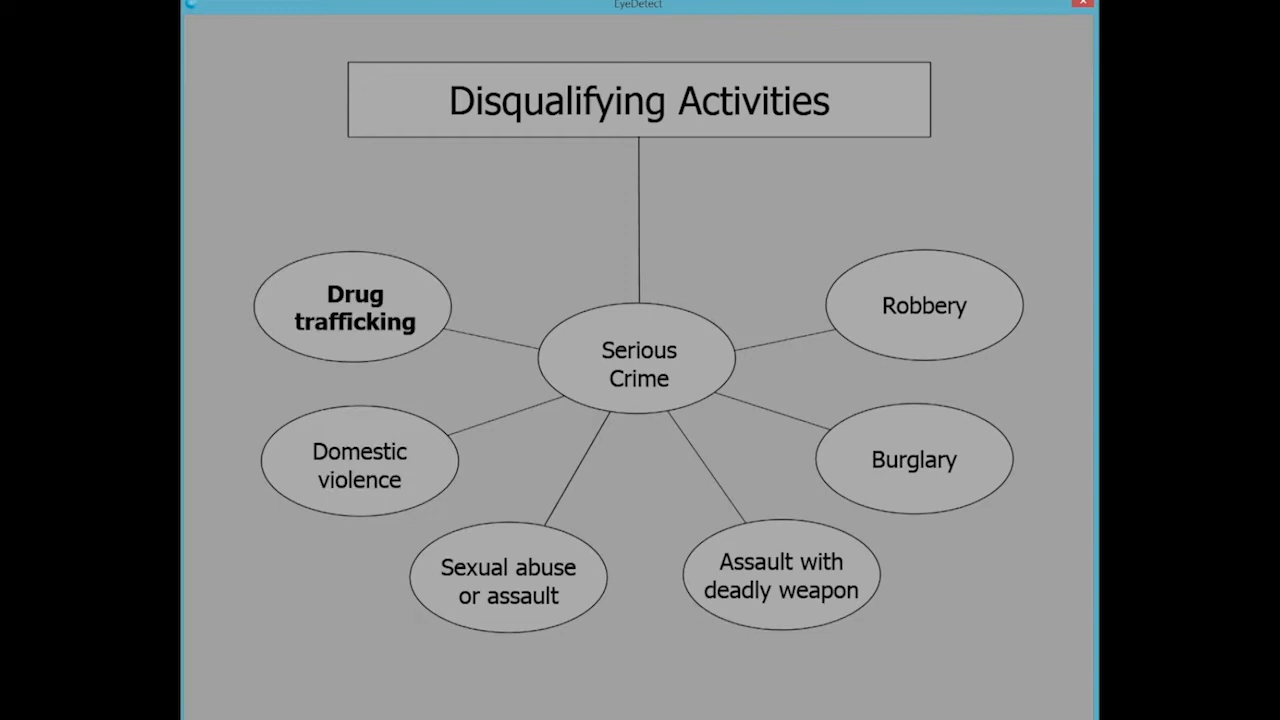 EyeDetect
Disqualifying Activities
Drug
trafficking
Robbery
Serious
Crime
Domestic
violence
Burglary
Sexual abuse
or assault
Assault with
deadly weapon